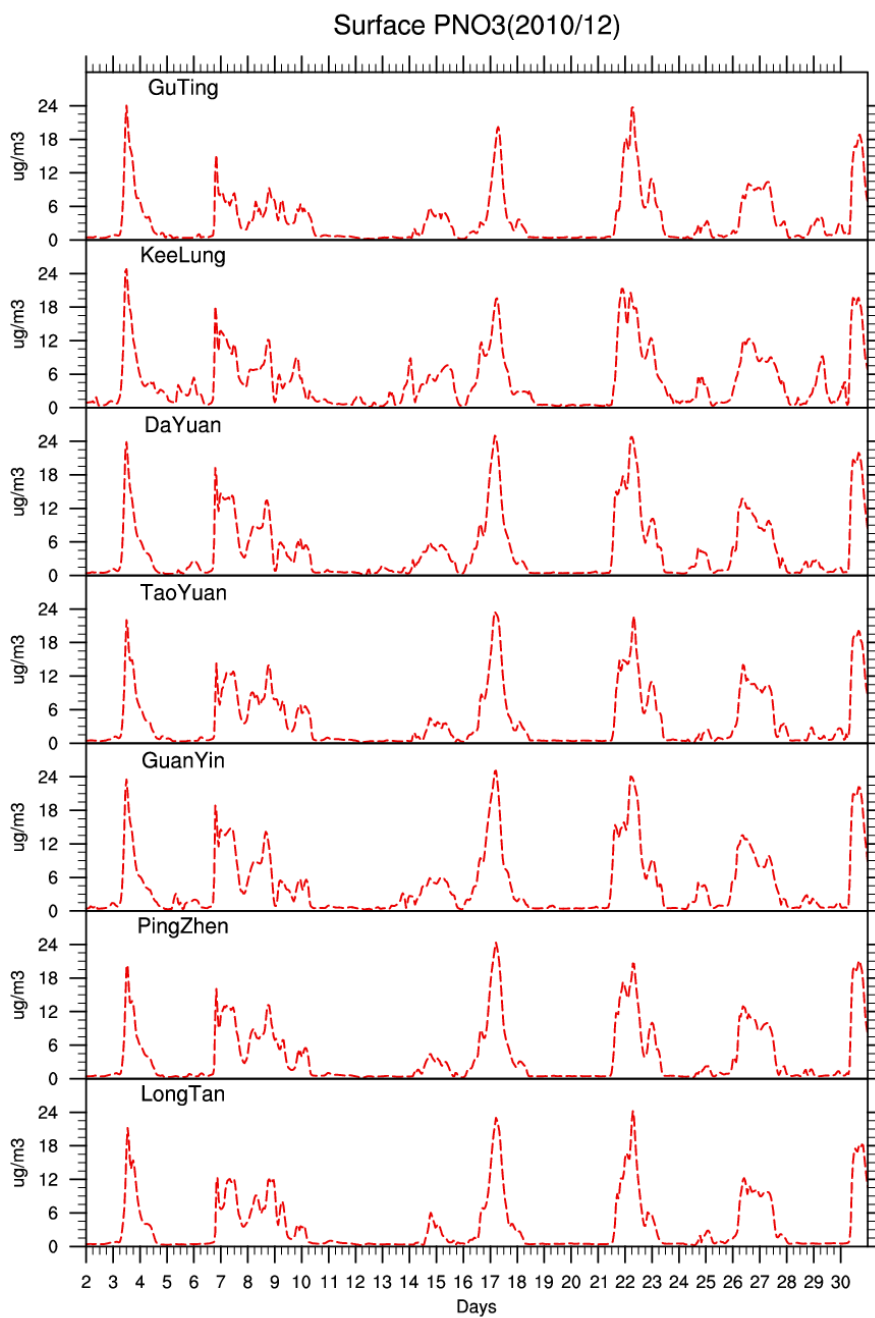 Surface PNO3(2010/12)
GuTing
24
18
12
6
0
ug/m3
KeeLung
24
18
12
6
0
ug/m3
DaYuan
24
18
12
6
0
ug/m3
TaoYuan
24
18
12
6
0
ug/m3
GuanYin
24
18
12
6
0
ug/m3
PingZhen
24
18
12
6
0
ug/m3
LongTan
24
18
12
6
0
ug/m3
2 3 4 5 6 7 8 9 10 11 12 13 14 15 16 17 18 19 20 21 22 23 24 25 26 27 28 29 30
Days